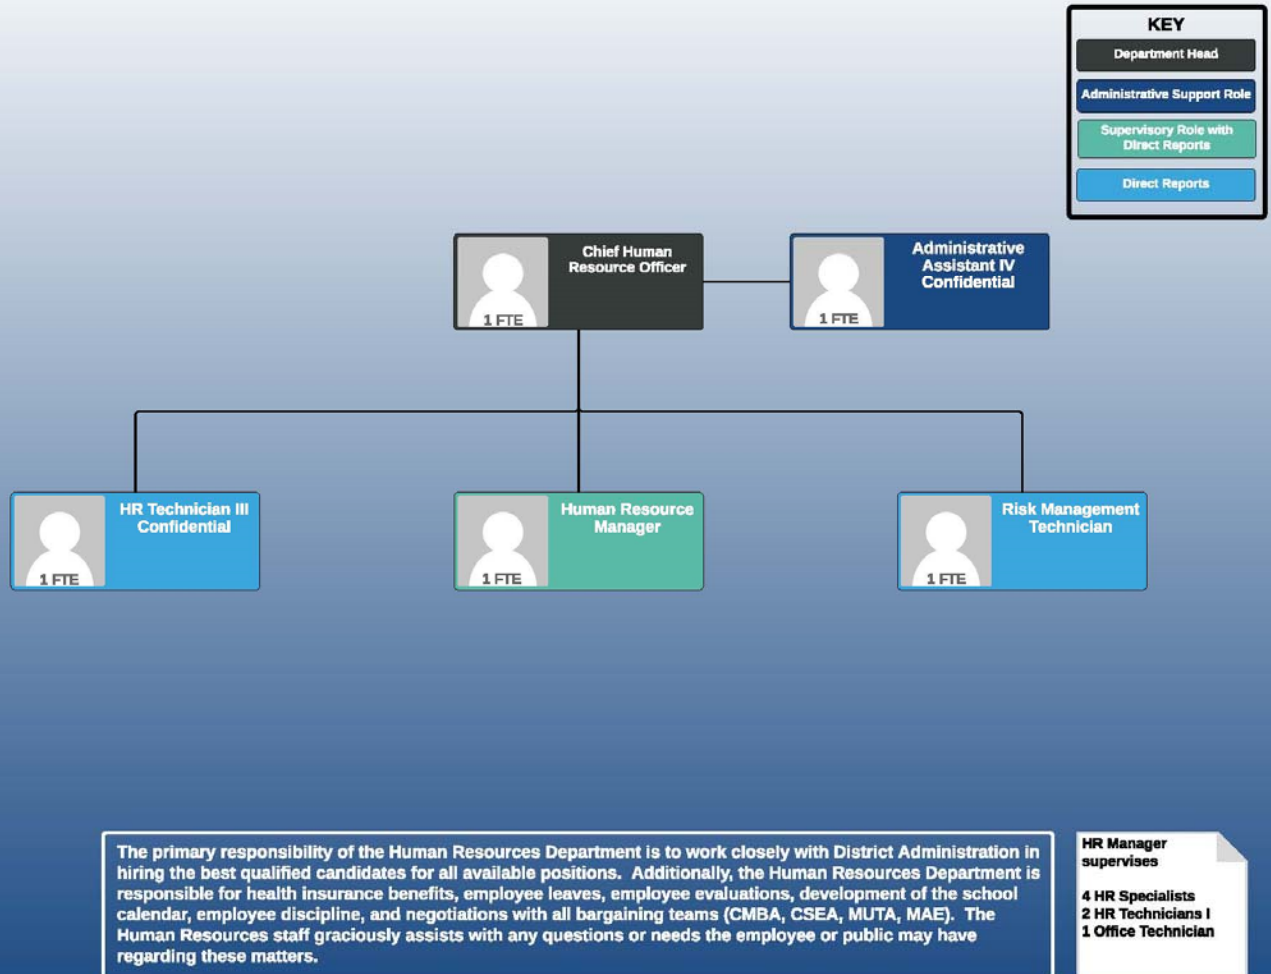 KEY
Department Head
Administrative Support Role
Supervisory Role with
Direct Reports
Direct Reports
Chief Human
Resource Officer
1 FTE
Administrative
Assistant IV
Confidential
1 FTE
HR Technician III
Confidential
1 FTE
Human Resource
Manager
1 FTE
Risk Management
Technician
1 FTE
The primary responsibility of the Human Resources Department is to work closely with District Administration in
hiring the best qualified candidates for all available positions.  Additionally, the Human Resources Department is
responsible for health insurance benefits, employee leaves, employee evaluations, development of the school
calendar, employee discipline, and negotiations with all bargaining teams (CMBA, CSEA, MUTA, MAE).  The
Human Resources staff graciously assists with any questions or needs the employee or public may have
regarding these matters.
HR Manager
supervises
4 HR Specialists
2 HR Technicians I
1 Office Technician